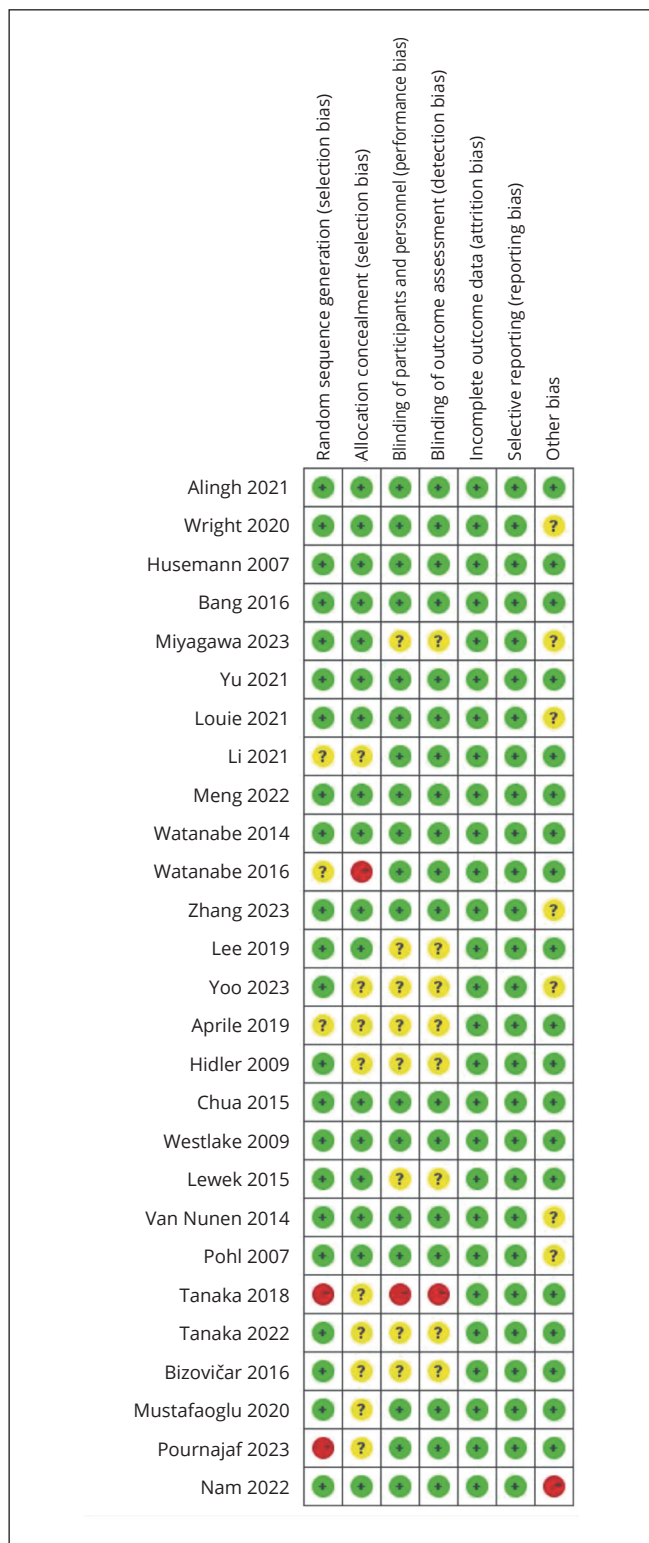 Random sequence generation (selection bias)
Allocation concealment (selection bias)
Blinding of participants and personnel (performance bias)
Blinding of outcome assessment (detection bias)
Incomplete outcome data (attrition bias)
Selective reporting (reporting bias)
Other bias
Alingh 2021 + + + + + + +
Wright 2020 + + + + + + ?
Husemann 2007 + + + + + + +
Bang 2016 + + + + + + +
Miyagawa 2023 + + ? ? + + ?
Yu 2021 + + + + + + +
Louie 2021 + + + + + + ?
Li 2021 ? ? + + + + +
Meng 2022 + + + + + + +
Watanabe 2014 + + + + + + +
Watanabe 2016 ? - + + + + +
Zhang 2023 + + + + + + ?
Lee 2019 + + ? ? + + +
Yoo 2023 + ? ? ? + + ?
Aprile 2019 ? ? ? ? + + +
Hidler 2009 + ? ? ? + + +
Chua 2015 + + + + + + +
Westlake 2009 + + + + + + +
Lewek 2015 + + ? ? + + +
Van Nunen 2014 + + + + + + ?
Pohl 2007 + + + + + + ?
Tanaka 2018 - ? - - + + +
Tanaka 2022 + ? ? ? + + +
Bizovičar 2016 + ? ? ? + + +
Mustafaoglu 2020 + ? + + + + +
Pournajaf 2023 - ? + + + + +
Nam 2022 + + + + + + -